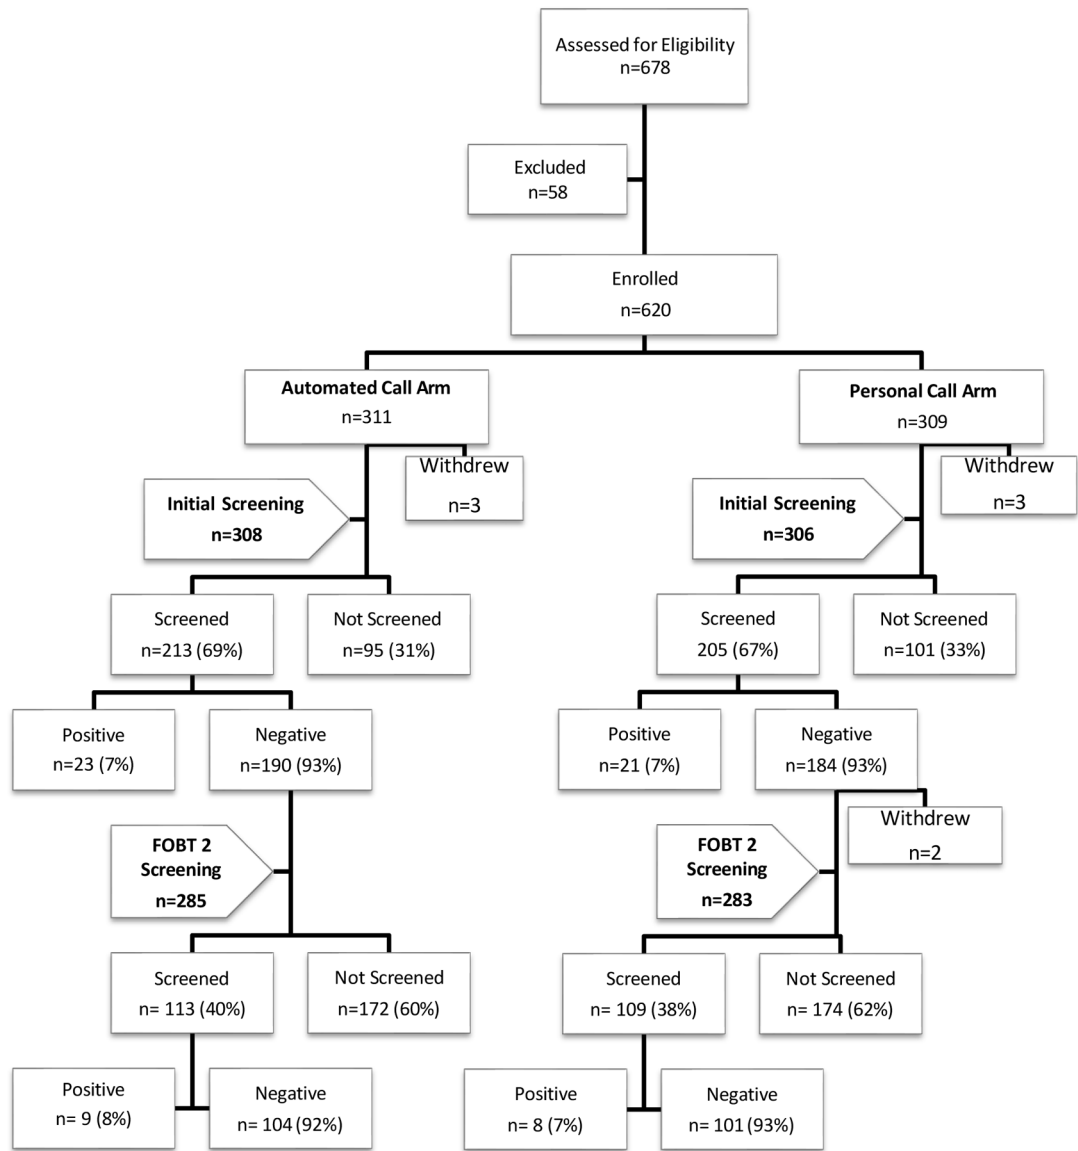 Assessed for Eligibility
n=678
Excluded
n=58
Enrolled
n=620
Automated Call Arm
n=311
Personal Call Arm
n=309
Withdrew
n=3
Withdrew
n=3
Initial Screening
n=308
Initial Screening
n=306
Screened
n=213 (69%)
Not Screened
n=95 (31%)
Screened
205 (67%)
Not Screened
n=101 (33%)
Positive
n=23 (7%)
Negative
n=190 (93%)
Positive
n=21 (7%)
Negative
n=184 (93%)
Withdrew
n=2
FOBT 2
Screening
n=285
FOBT 2
Screening
n=283
Screened
n= 113 (40%)
Not Screened
n=172 (60%)
Screened
n= 109 (38%)
Not Screened
n= 174 (62%)
Positive
n= 9 (8%)
Negative
n= 104 (92%)
Positive
n= 8 (7%)
Negative
n= 101 (93%)